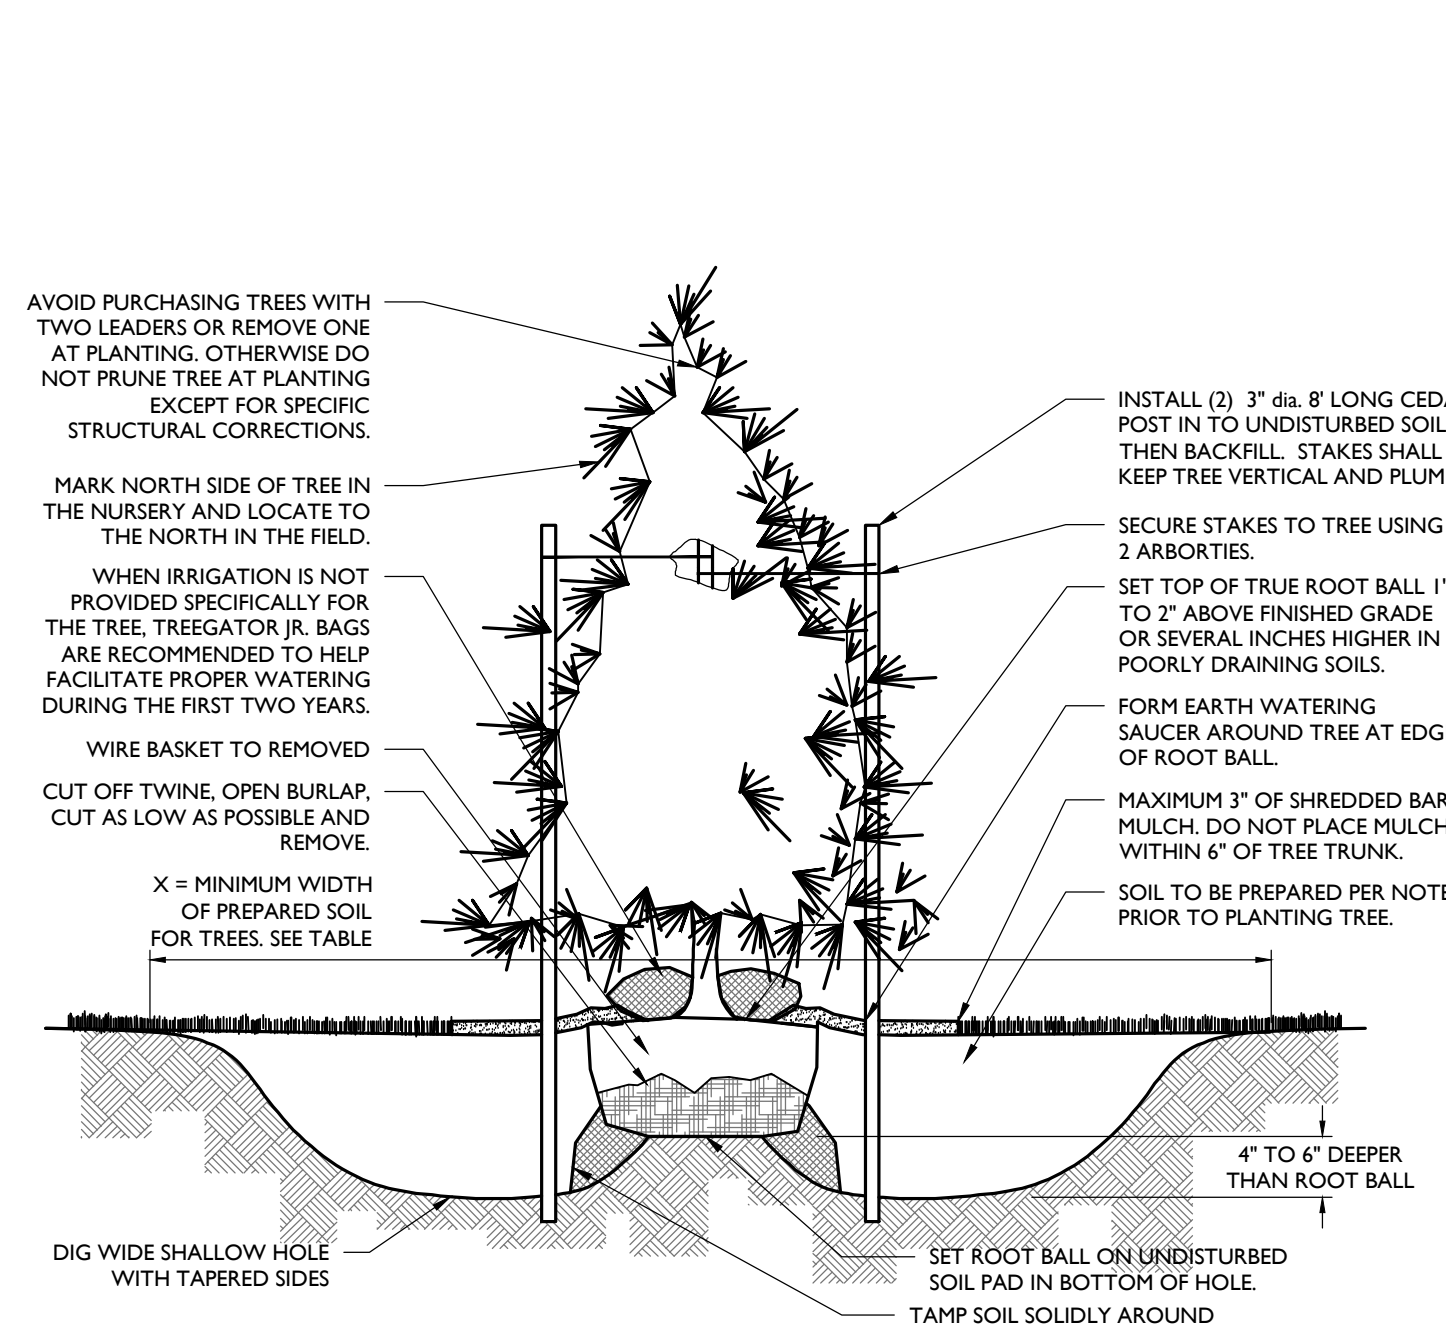 AVOID PURCHASING TREES WITH
TWO LEADERS OR REMOVE ONE
AT PLANTING. OTHERWISE DO
NOT PRUNE TREE AT PLANTING
EXCEPT FOR SPECIFIC
STRUCTURAL CORRECTIONS.
MARK NORTH SIDE OF TREE IN
THE NURSERY AND LOCATE TO
THE NORTH IN THE FIELD.
WHEN IRRIGATION IS NOT
PROVIDED SPECIFICALLY FOR
THE TREE, TREEGATOR JR. BAGS
ARE RECOMMENDED TO HELP
FACILITATE PROPER WATERING
DURING THE FIRST TWO YEARS.
WIRE BASKET TO REMOVED
CUT OFF TWINE, OPEN BURLAP,
CUT AS LOW AS POSSIBLE AND
REMOVE.
X = MINIMUM WIDTH
OF PREPARED SOIL
FOR TREES. SEE TABLE
DIG WIDE SHALLOW HOLE
WITH TAPERED SIDES
INSTALL (2) 3" dia. 8' LONG
POST IN TO UNDISTURBED SOIL
THEN BACKFILL. STAKES SHALL
KEEP TREE VERTICAL AND
SECURE STAKES TO TREE USING
2 ARBORTIES.
SET TOP OF TRUE ROOT BALL 1"
TO 2" ABOVE FINISHED GRADE
OR SEVERAL INCHES HIGHER IN
POORLY DRAINING SOILS.
FORM EARTH WATERING
SAUCER AROUND TREE AT
OF ROOT BALL.
MAXIMUM 3" OF SHREDDED
MULCH. DO NOT PLACE MULCH
WITHIN 6" OF TREE TRUNK.
SOIL TO BE PREPARED PER
PRIOR TO PLANTING TREE.
4" TO 6" DEEPER
THAN ROOT BALL
SET ROOT BALL ON UNDISTURBED
SOIL PAD IN BOTTOM OF HOLE.
TAMP SOIL SOLIDLY AROUND